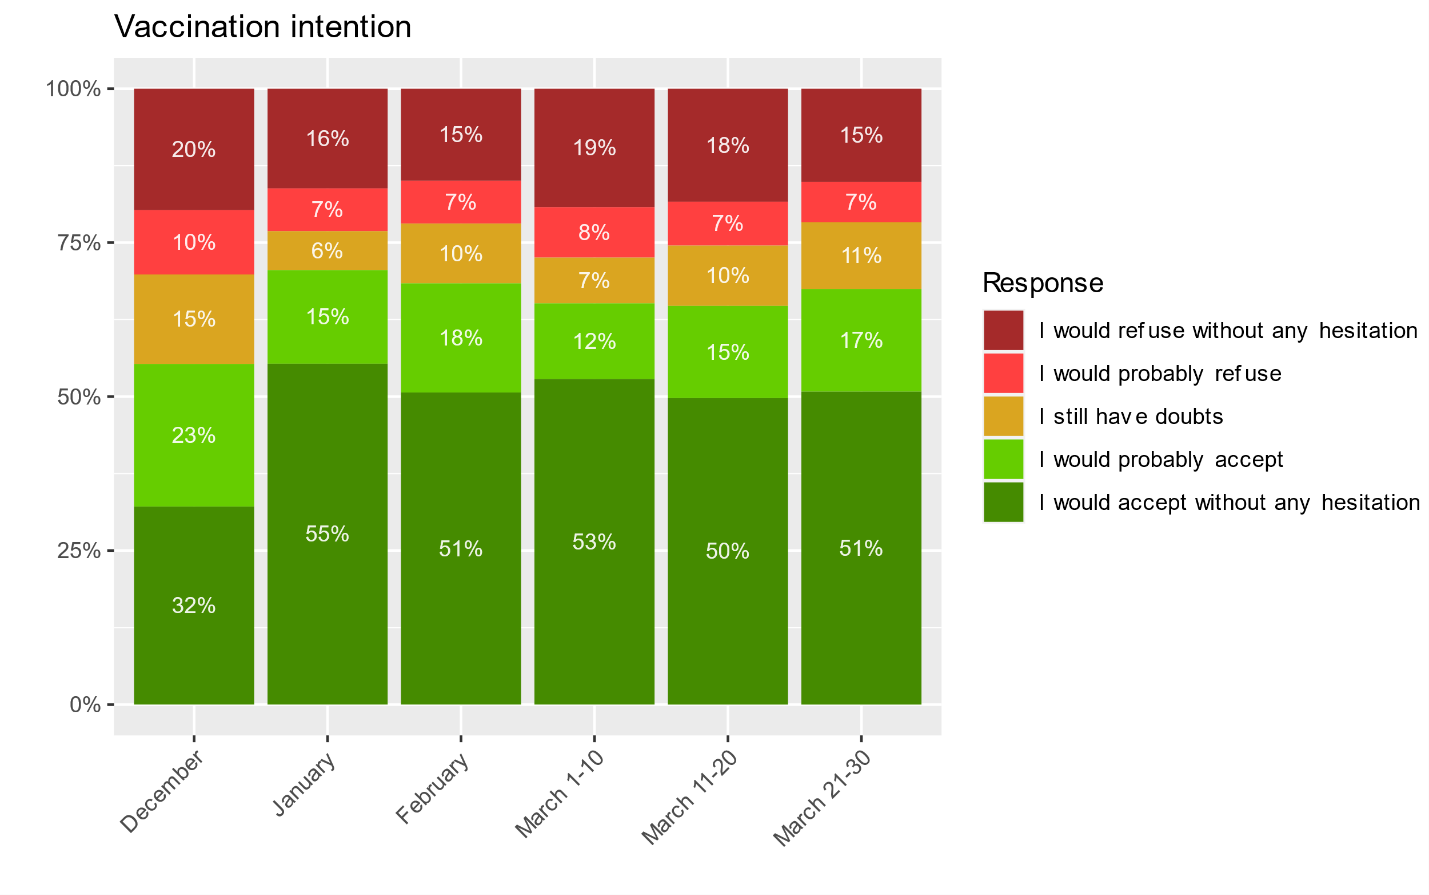 Vaccination intention
100%
75%
50%
25%
0%
20%
10%
15%
23%
32%
16%
7%
6%
15%
55%
15%
7%
10%
18%
51%
19%
8%
7%
12%
53%
18%
7%
10%
15%
50%
15%
7%
11%
17%
51%
December
January
February
March 1-10
March 11-20
March 21-30
Response
I would refuse without any hesitation
I would probably refuse
I still have doubts
I would probably accept
I would accept without any hesitation